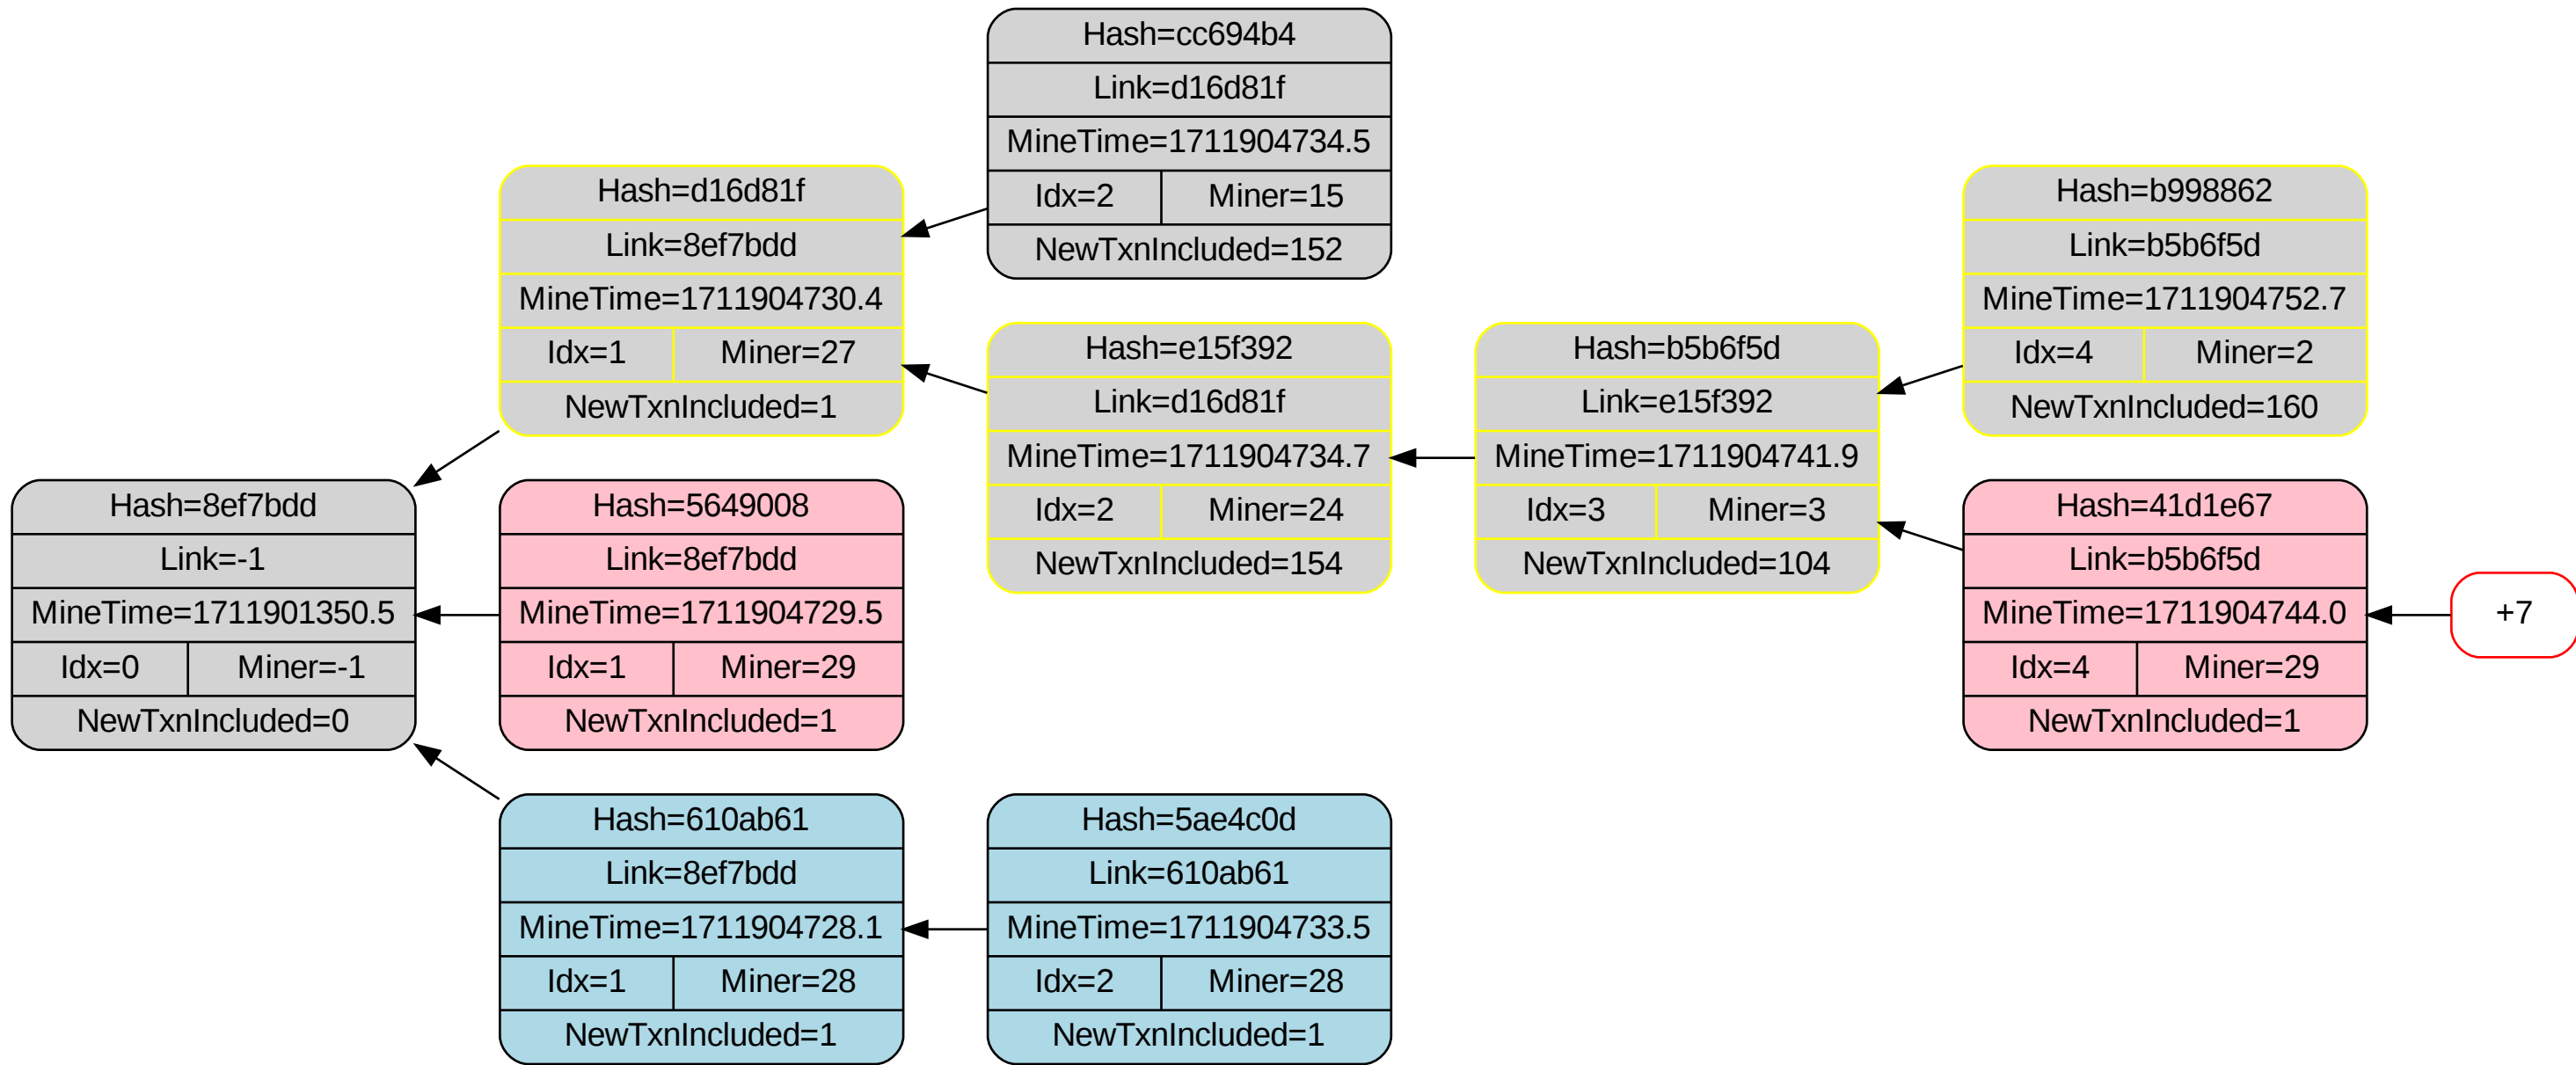 Hash=8ef7bdd
Link=-1
MineTime=1711901350.5
Idx=0 Miner=-1
NewTxnIncluded=0
Hash=d16d81f
Link=8ef7bdd
MineTime=1711904730.4
Idx=1 Miner=27
NewTxnIncluded=1
Hash=5649008
Link=8ef7bdd
MineTime=1711904729.5
Idx=1 Miner=29
NewTxnIncluded=1
Hash=610ab61
Link=8ef7bdd
MineTime=1711904728.1
Idx=1 Miner=28
NewTxnIncluded=1
Hash=cc694b4
Link=d16d81f
MineTime=1711904734.5
Idx=2 Miner=15
NewTxnIncluded=152
Hash=e15f392
Link=d16d81f
MineTime=1711904734.7
Idx=2 Miner=24
NewTxnIncluded=154
Hash=5ae4c0d
Link=610ab61
MineTime=1711904733.5
Idx=2 Miner=28
NewTxnIncluded=1
Hash=b5b6f5d
Link=e15f392
MineTime=1711904741.9
Idx=3 Miner=3
NewTxnIncluded=104
Hash=b998862
Link=b5b6f5d
MineTime=1711904752.7
Idx=4 Miner=2
NewTxnIncluded=160
Hash=41d1e67
Link=b5b6f5d
MineTime=1711904744.0
Idx=4 Miner=29
NewTxnIncluded=1
+7